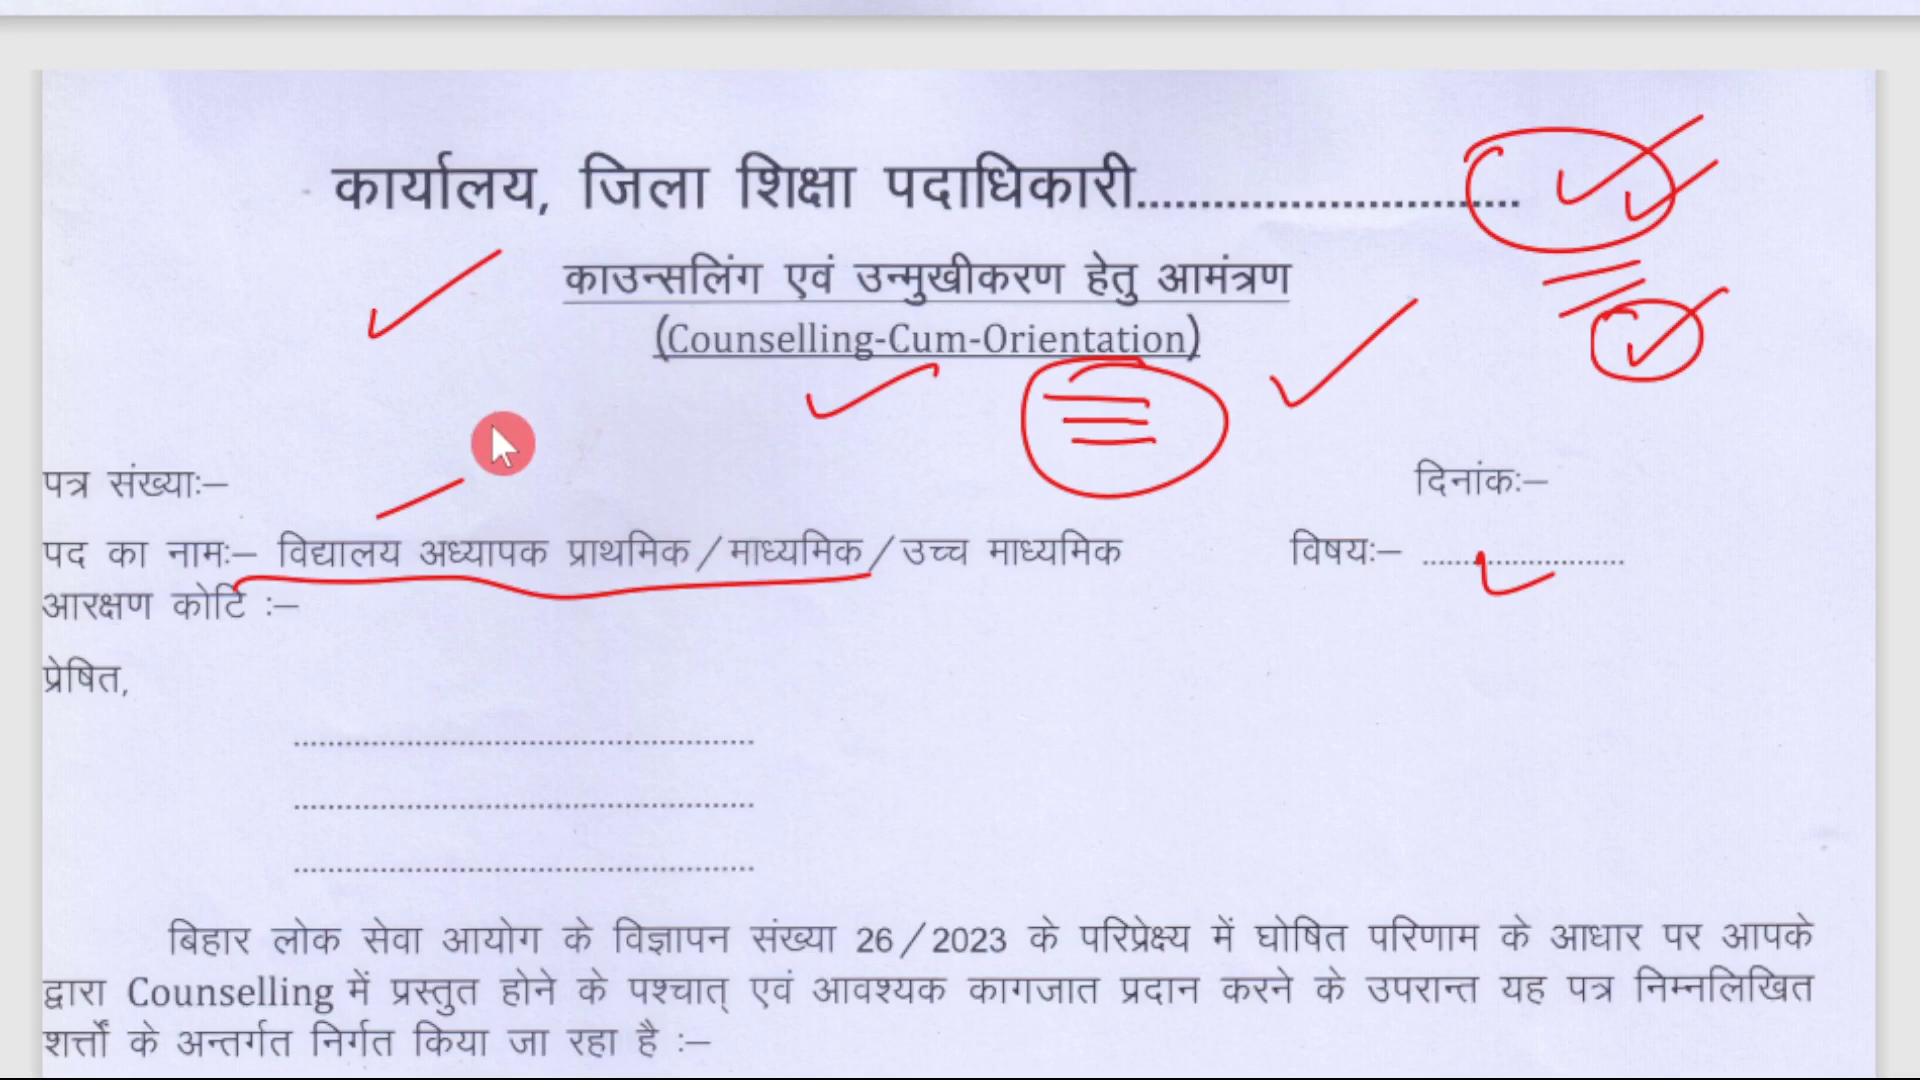 कार्यालय, जिला शिक्षा पदाधिकारी..............................
काउन्सलिंग एवं उन्मुखीकरण हेतु आमंत्रण
(Counselling-Cum-Orientation)
पत्र संख्याः– दिनांकः–
पद का नामः– विद्यालय अध्यापक प्राथमिक/माध्यमिक/उच्च माध्यमिक विषयः– .........................
आरक्षण कोटि :–
प्रेषित,
..........................................................
..........................................................
..........................................................
बिहार लोक सेवा आयोग के विज्ञापन संख्या 26/2023 के परिप्रेक्ष्य में घोषित परिणाम के आधार पर आपके
द्वारा Counselling में प्रस्तुत होने के पश्चात् एवं आवश्यक कागजात प्रदान करने के उपरान्त यह पत्र निम्नलिखित
शर्त्तों के अन्तर्गत निर्गत किया जा रहा है :–